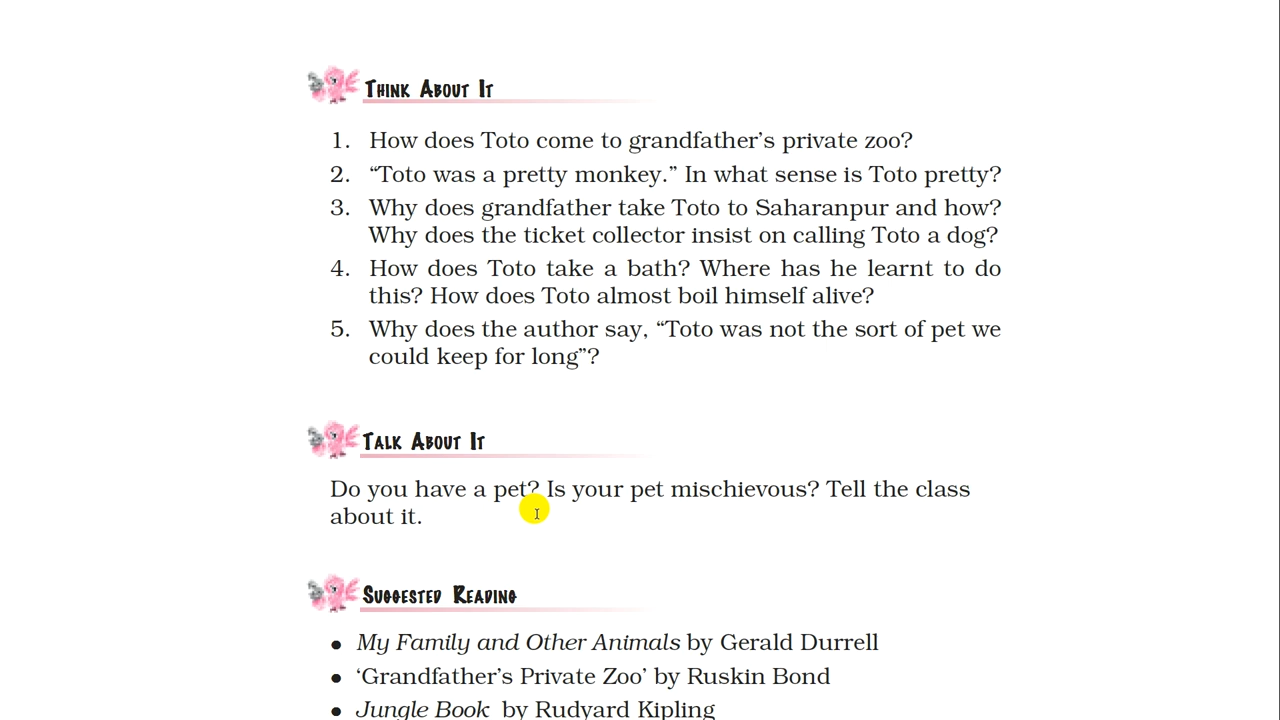 Think About It
1. How does Toto come to grandfather’s private zoo?
2. “Toto was a pretty monkey.” In what sense is Toto pretty?
3. Why does grandfather take Toto to Saharanpur and how?
Why does the ticket collector insist on calling Toto a dog?
4. How does Toto take a bath? Where has he learnt to do
this? How does Toto almost boil himself alive?
5. Why does the author say, “Toto was not the sort of pet we
could keep for long”?
Talk About It
Do you have a pet? Is your pet mischievous? Tell the class
about it.
Suggested Reading
• My Family and Other Animals by Gerald Durrell
• ‘Grandfather’s Private Zoo’ by Ruskin Bond
• Jungle Book by Rudyard Kipling